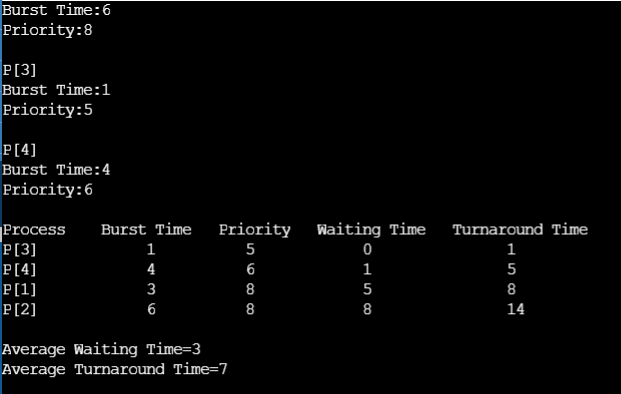 Burst Time:6
Priority:8
P[3]
Burst Time:1
Priority:5
P[4]
Burst Time:4
Priority:6
Process Burst Time Priority Waiting Time Turnaround Time
P[3] 1 5 0 1
P[4] 4 6 1 5
P[1] 3 8 5 8
P[2] 6 8 8 14
Average Waiting Time=3
Average Turnaround Time=7